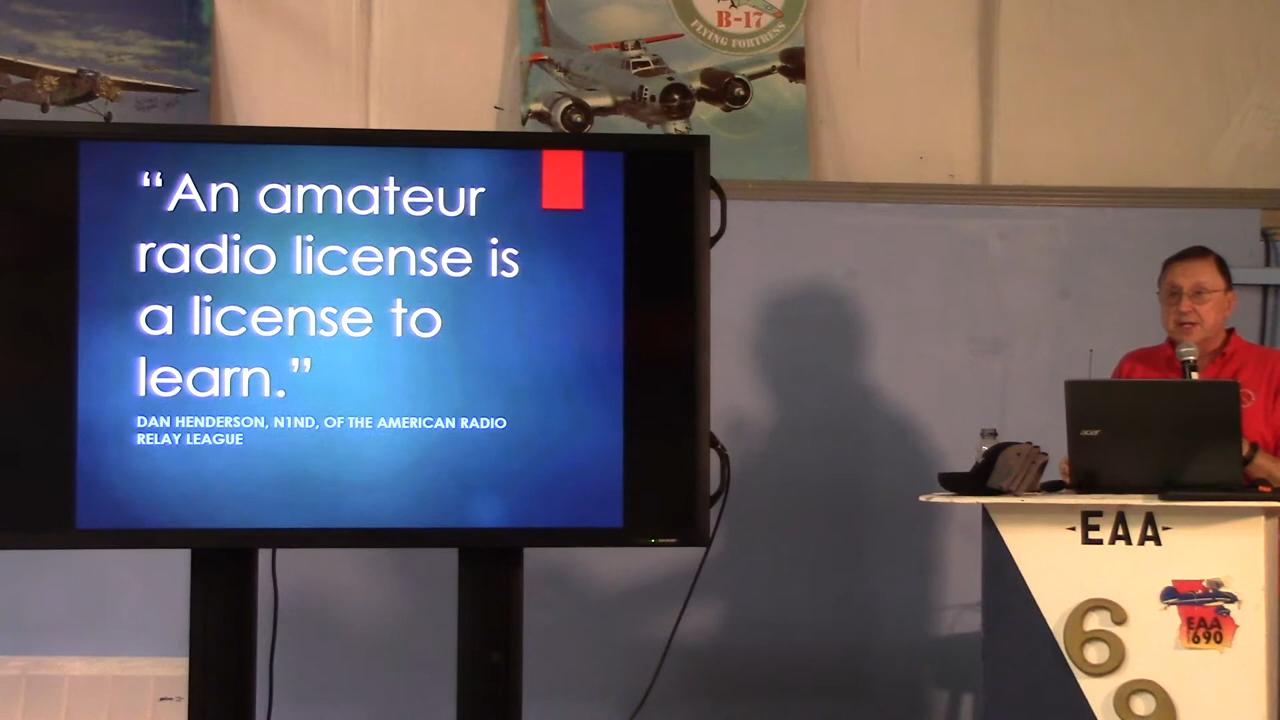 B-17
FLYING FORTRESS
“An amateur
radio license is
a license to
learn.”
DAN HENDERSON, N1ND, OF THE AMERICAN RADIO
RELAY LEAGUE
acer
EAA
69
EAA
690